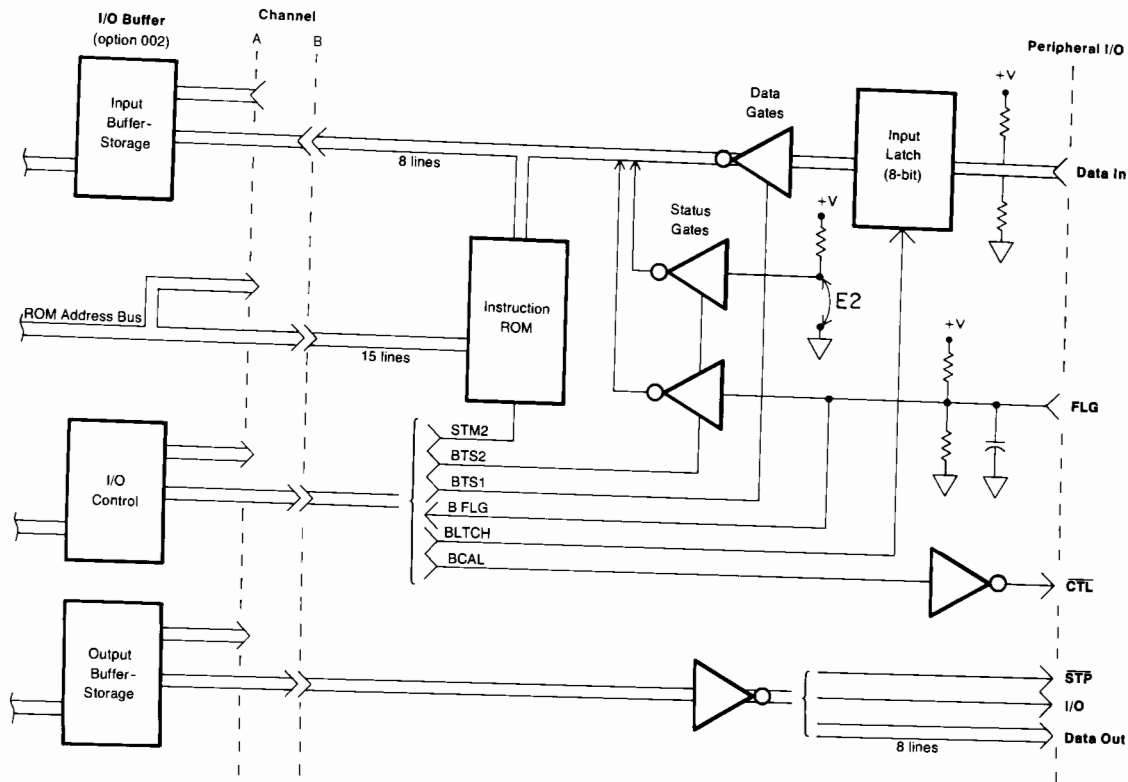 I/O Buffer
(option 002)
Channel
A
B
Peripheral I/O
Input
Buffer-
Storage
8 lines
Data
Gates
Input
Latch
(8-bit)
+V
Data In
Status
Gates
+V
E2
ROM Address Bus
15 lines
Instruction
ROM
+V
FLG
I/O
Control
STM2
BTS2
BTS1
B FLG
BLTCH
BCAL
CTL
Output
Buffer-
Storage
STP
I/O
Data Out
8 lines